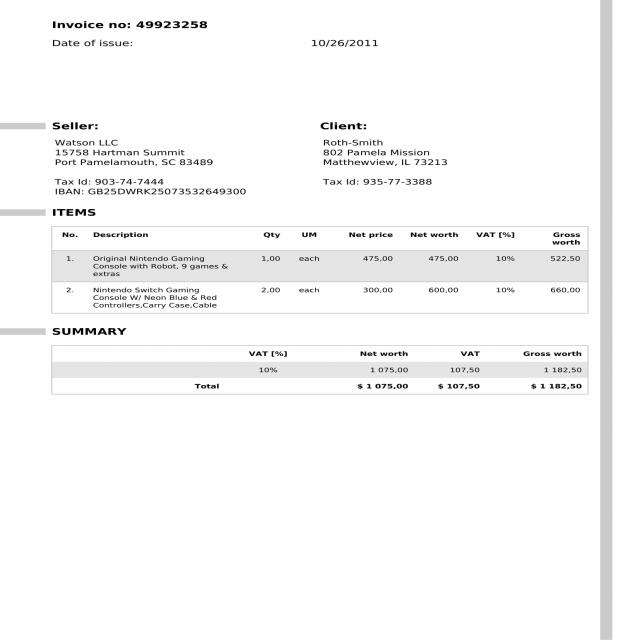 Invoice no: 49923258
Date of issue: 10/26/2011
Seller: Client:
Watson LLC Roth-Smith
15758 Hartman Summit 802 Pamela Mission
Port Pamelamouth, SC 83489 Matthewview, IL 73213
Tax Id: 903-74-7444 Tax Id: 935-77-3388
IBAN: GB25DWRK25073532649300
ITEMS
No. Description Qty UM Net price Net worth VAT [%] Gross
worth
1. Original Nintendo Gaming 1,00 each 475,00 475,00 10% 522,50
Console with Robot, 9 games &
extras
2. Nintendo Switch Gaming 2,00 each 300,00 600,00 10% 660,00
Console W/ Neon Blue & Red
Controllers,Carry Case,Cable
SUMMARY
VAT [%] Net worth VAT Gross worth
10% 1 075,00 107,50 1 182,50
Total $ 1 075,00 $ 107,50 $ 1 182,50